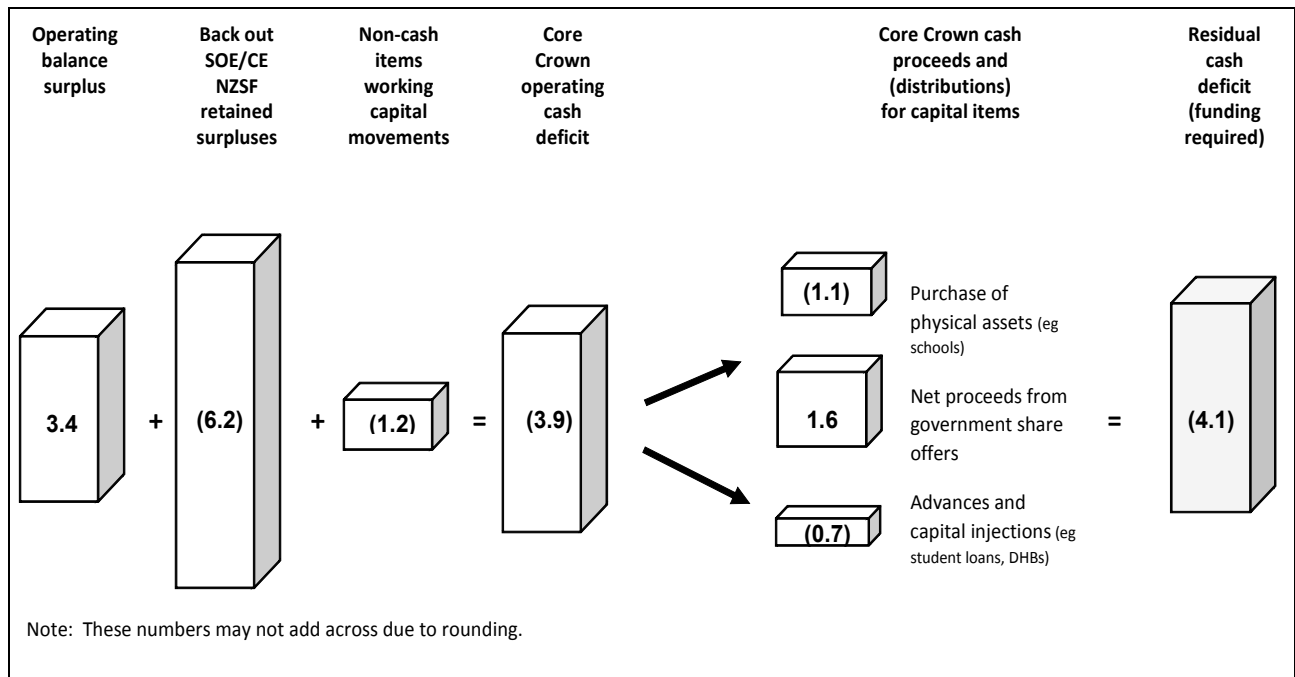 Operating
balance
surplus
Back out
SOE/CE
NZSF
retained
surpluses
Non-cash
items
working
capital
movements
Core
Crown
operating
cash
deficit
Core Crown cash
proceeds and
(distributions)
for capital items
Residual
cash
deficit
(funding
required)
3.4
+
(6.2)
+
(1.2)
=
(3.9)
(1.1)
Purchase of
physical assets (eg
schools)
1.6
Net proceeds from
government share
offers
(0.7)
Advances and
capital injections (eg
student loans, DHBs)
=
(4.1)
Note: These numbers may not add across due to rounding.